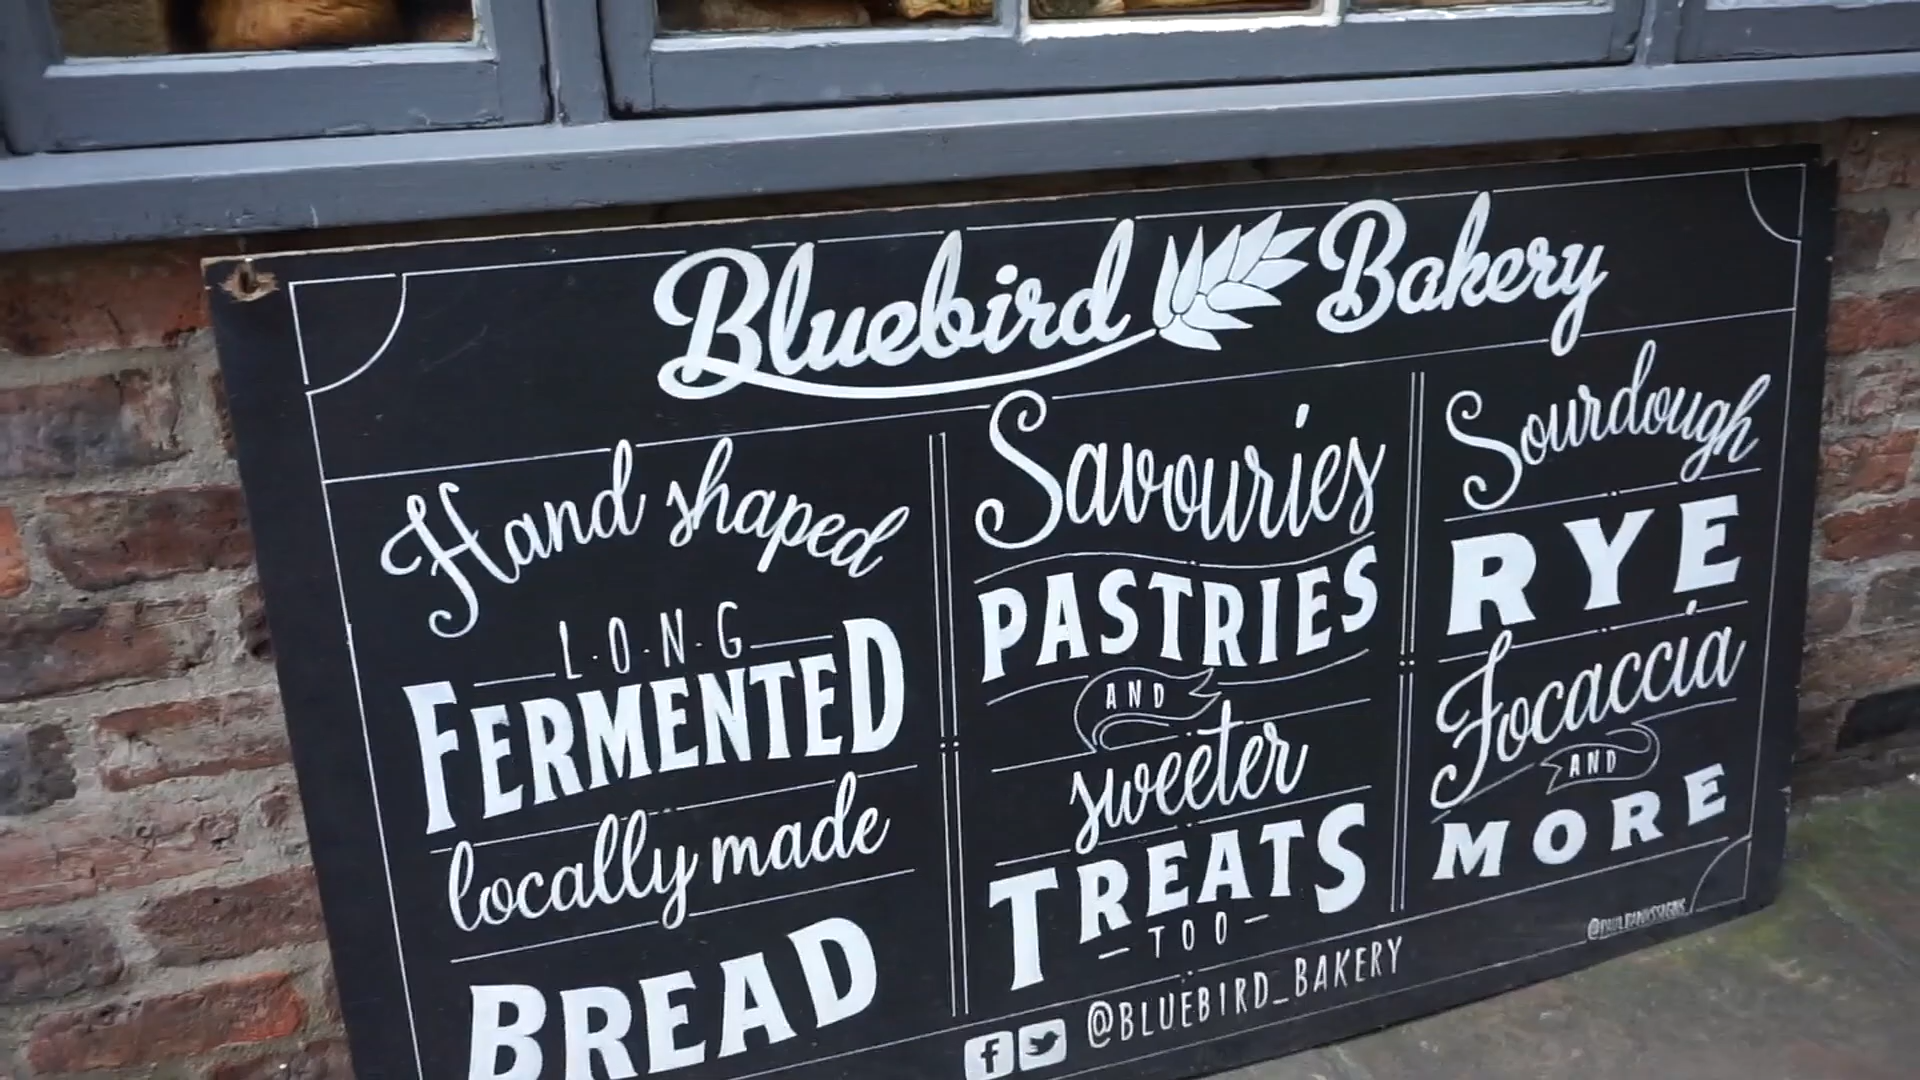 Bluebird Bakery
Hand shaped
L·O·N·G
FERMENTED
locally made
BREAD
Savouries
PASTRIES
AND
sweeter
TREATS
TOO
Sourdough
RYE
Focaccia
AND
MORE
@BLUEBIRD_BAKERY
@PAULBANKSSIGNS